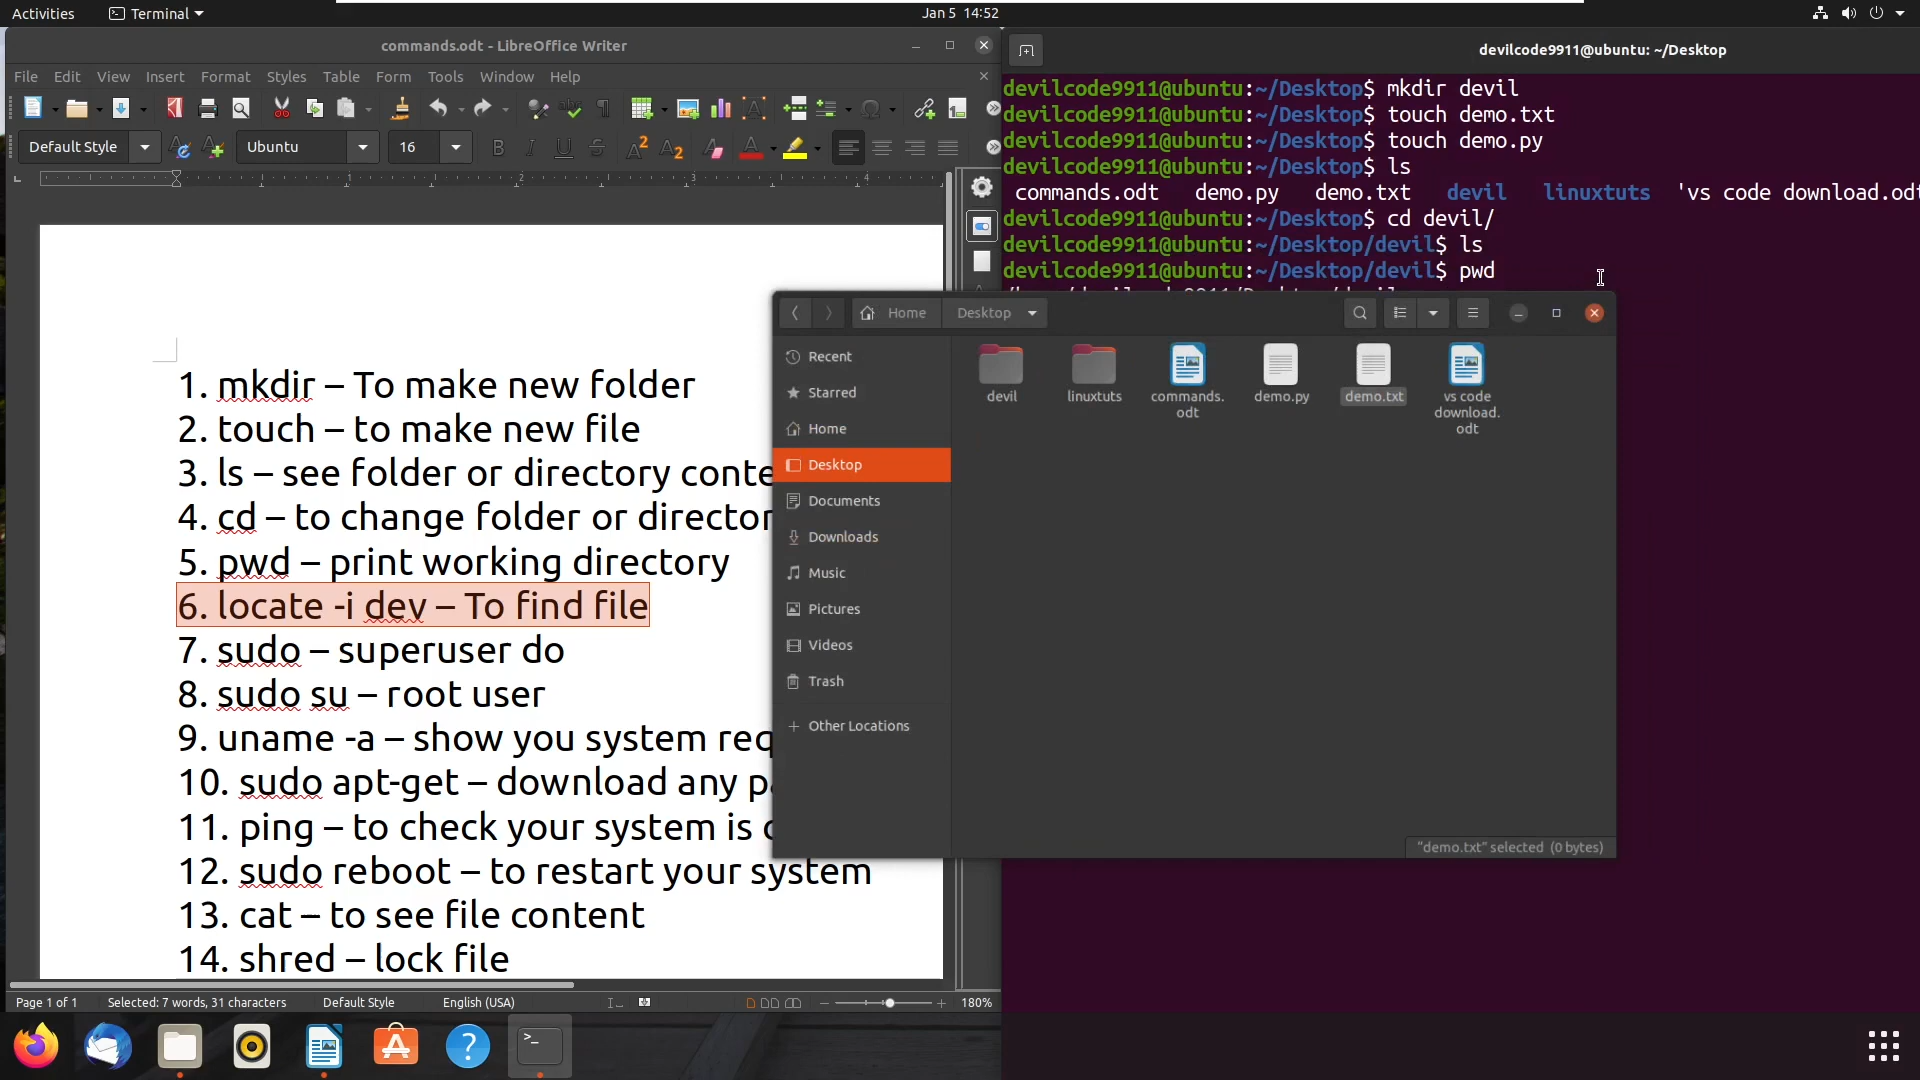 Activities
Terminal
Jan 5 14:52
commands.odt - LibreOffice Writer
File Edit View Insert Format Styles Table Form Tools Window Help
Default Style
Ubuntu
16
1 2 3 4
1. mkdir – To make new folder
2. touch – to make new file
3. ls – see folder or directory conte
4. cd – to change folder or director
5. pwd – print working directory
6. locate -i dev – To find file
7. sudo – superuser do
8. sudo su – root user
9. uname -a – show you system req
10. sudo apt-get – download any pa
11. ping – to check your system is o
12. sudo reboot – to restart your system
13. cat – to see file content
14. shred – lock file
Page 1 of 1
Selected: 7 words, 31 characters
Default Style
English (USA)
180%
devilcode9911@ubuntu: ~/Desktop
devilcode9911@ubuntu:~/Desktop$ mkdir devil
devilcode9911@ubuntu:~/Desktop$ touch demo.txt
devilcode9911@ubuntu:~/Desktop$ touch demo.py
devilcode9911@ubuntu:~/Desktop$ ls
commands.odt demo.py demo.txt devil linuxtuts 'vs code download.odt
devilcode9911@ubuntu:~/Desktop$ cd devil/
devilcode9911@ubuntu:~/Desktop/devil$ ls
devilcode9911@ubuntu:~/Desktop/devil$ pwd
Home
Desktop
Recent
Starred
Home
Desktop
Documents
Downloads
Music
Pictures
Videos
Trash
Other Locations
devil
linuxtuts
commands.
odt
demo.py
demo.txt
vs code
download.
odt
"demo.txt" selected (0 bytes)